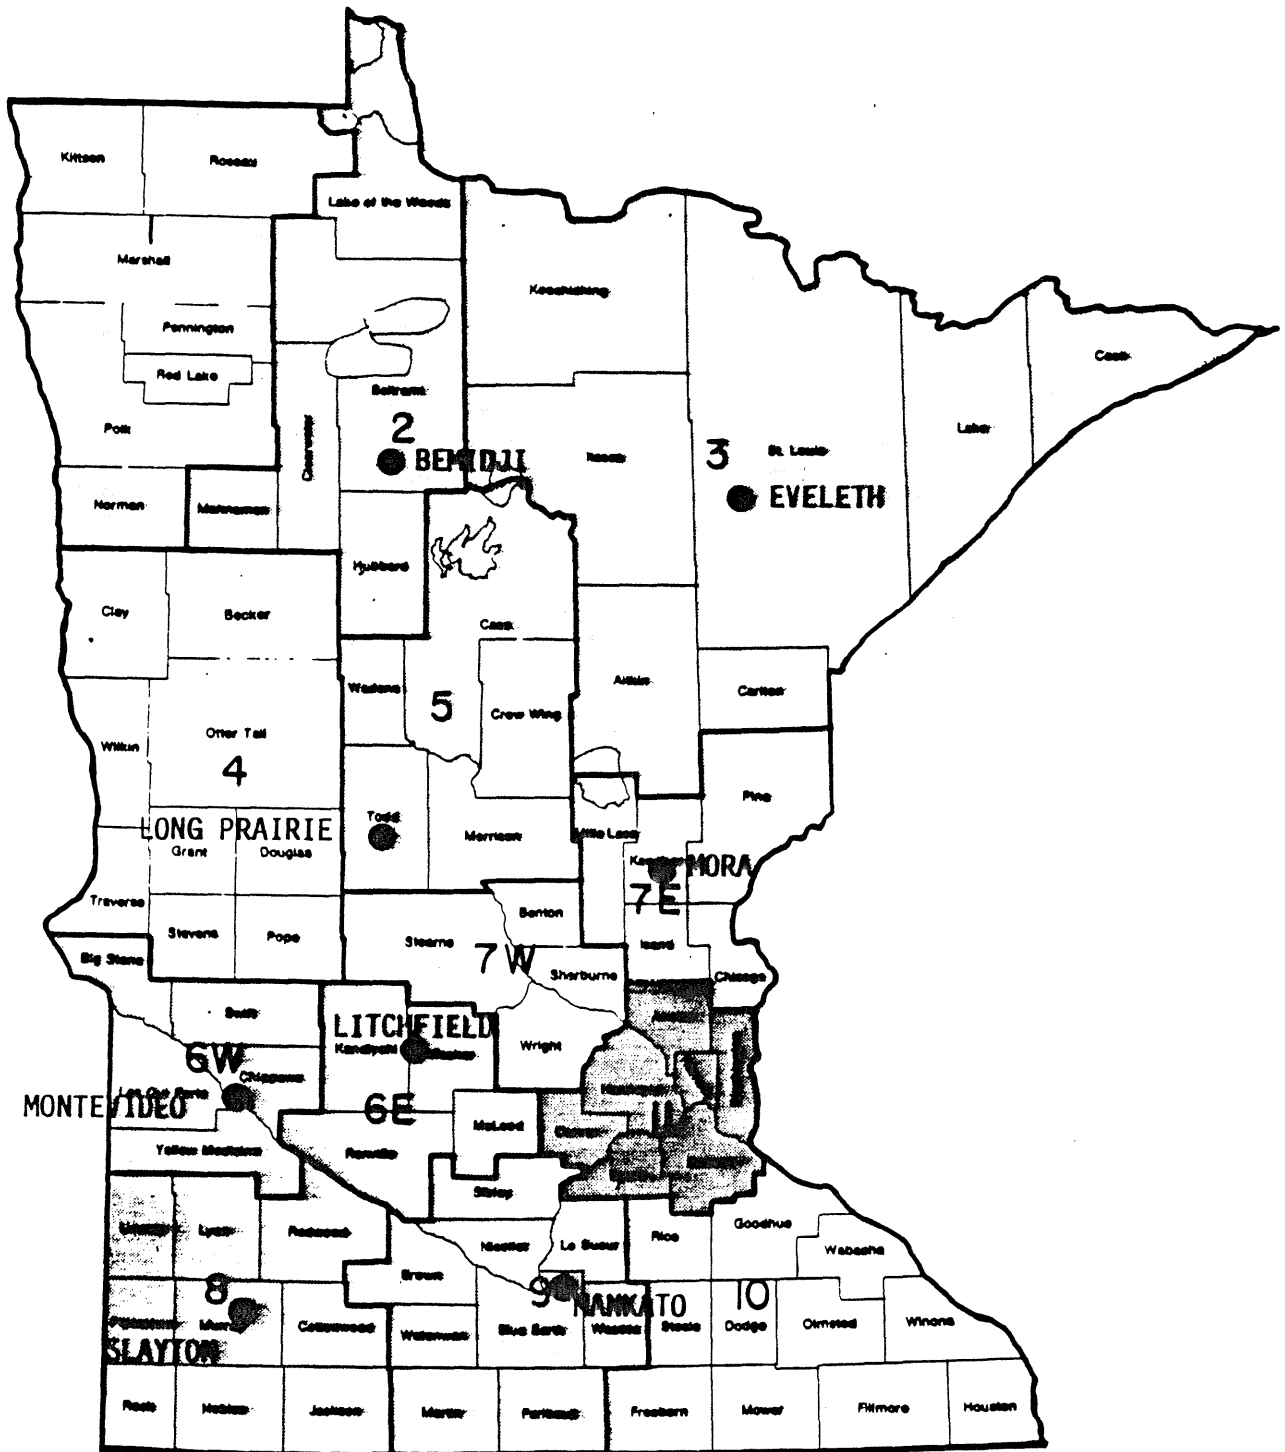 Kittson
Roseau
Lake of the Woods
Marshall
Koochiching
Pennington
Cook
Red Lake
Beltrami
Polk
2
Lake
Clearwater
3
St. Louis
BEMIDJI
Itasca
EVELETH
Norman
Mahnomen
Hubbard
Clay
Becker
Cass
Wadena
Aitkin
Carlton
5
Crow Wing
Otter Tail
Wilkin
4
Pine
Todd
LONG PRAIRIE
Morrison
Mille Lacs
Grant
Douglas
MORA
7E
Traverse
Benton
Stevens
Pope
Stearns
Isanti
7W
Big Stone
Sherburne
Chisago
Swift
LITCHFIELD
Kandiyohi
Meeker
Wright
6W
Chippewa
MONTEVIDEO
6E
McLeod
Carver
11
Yellow Medicine
Renville
Sibley
Lyon
Redwood
Nicollet
Le Sueur
Rice
Goodhue
Wabasha
Brown
8
9
MANKATO
10
Murray
Cottonwood
Watonwan
Blue Earth
Waseca
Steele
Dodge
Olmsted
Winona
SLAYTON
Rock
Nobles
Jackson
Martin
Faribault
Freeborn
Mower
Fillmore
Houston